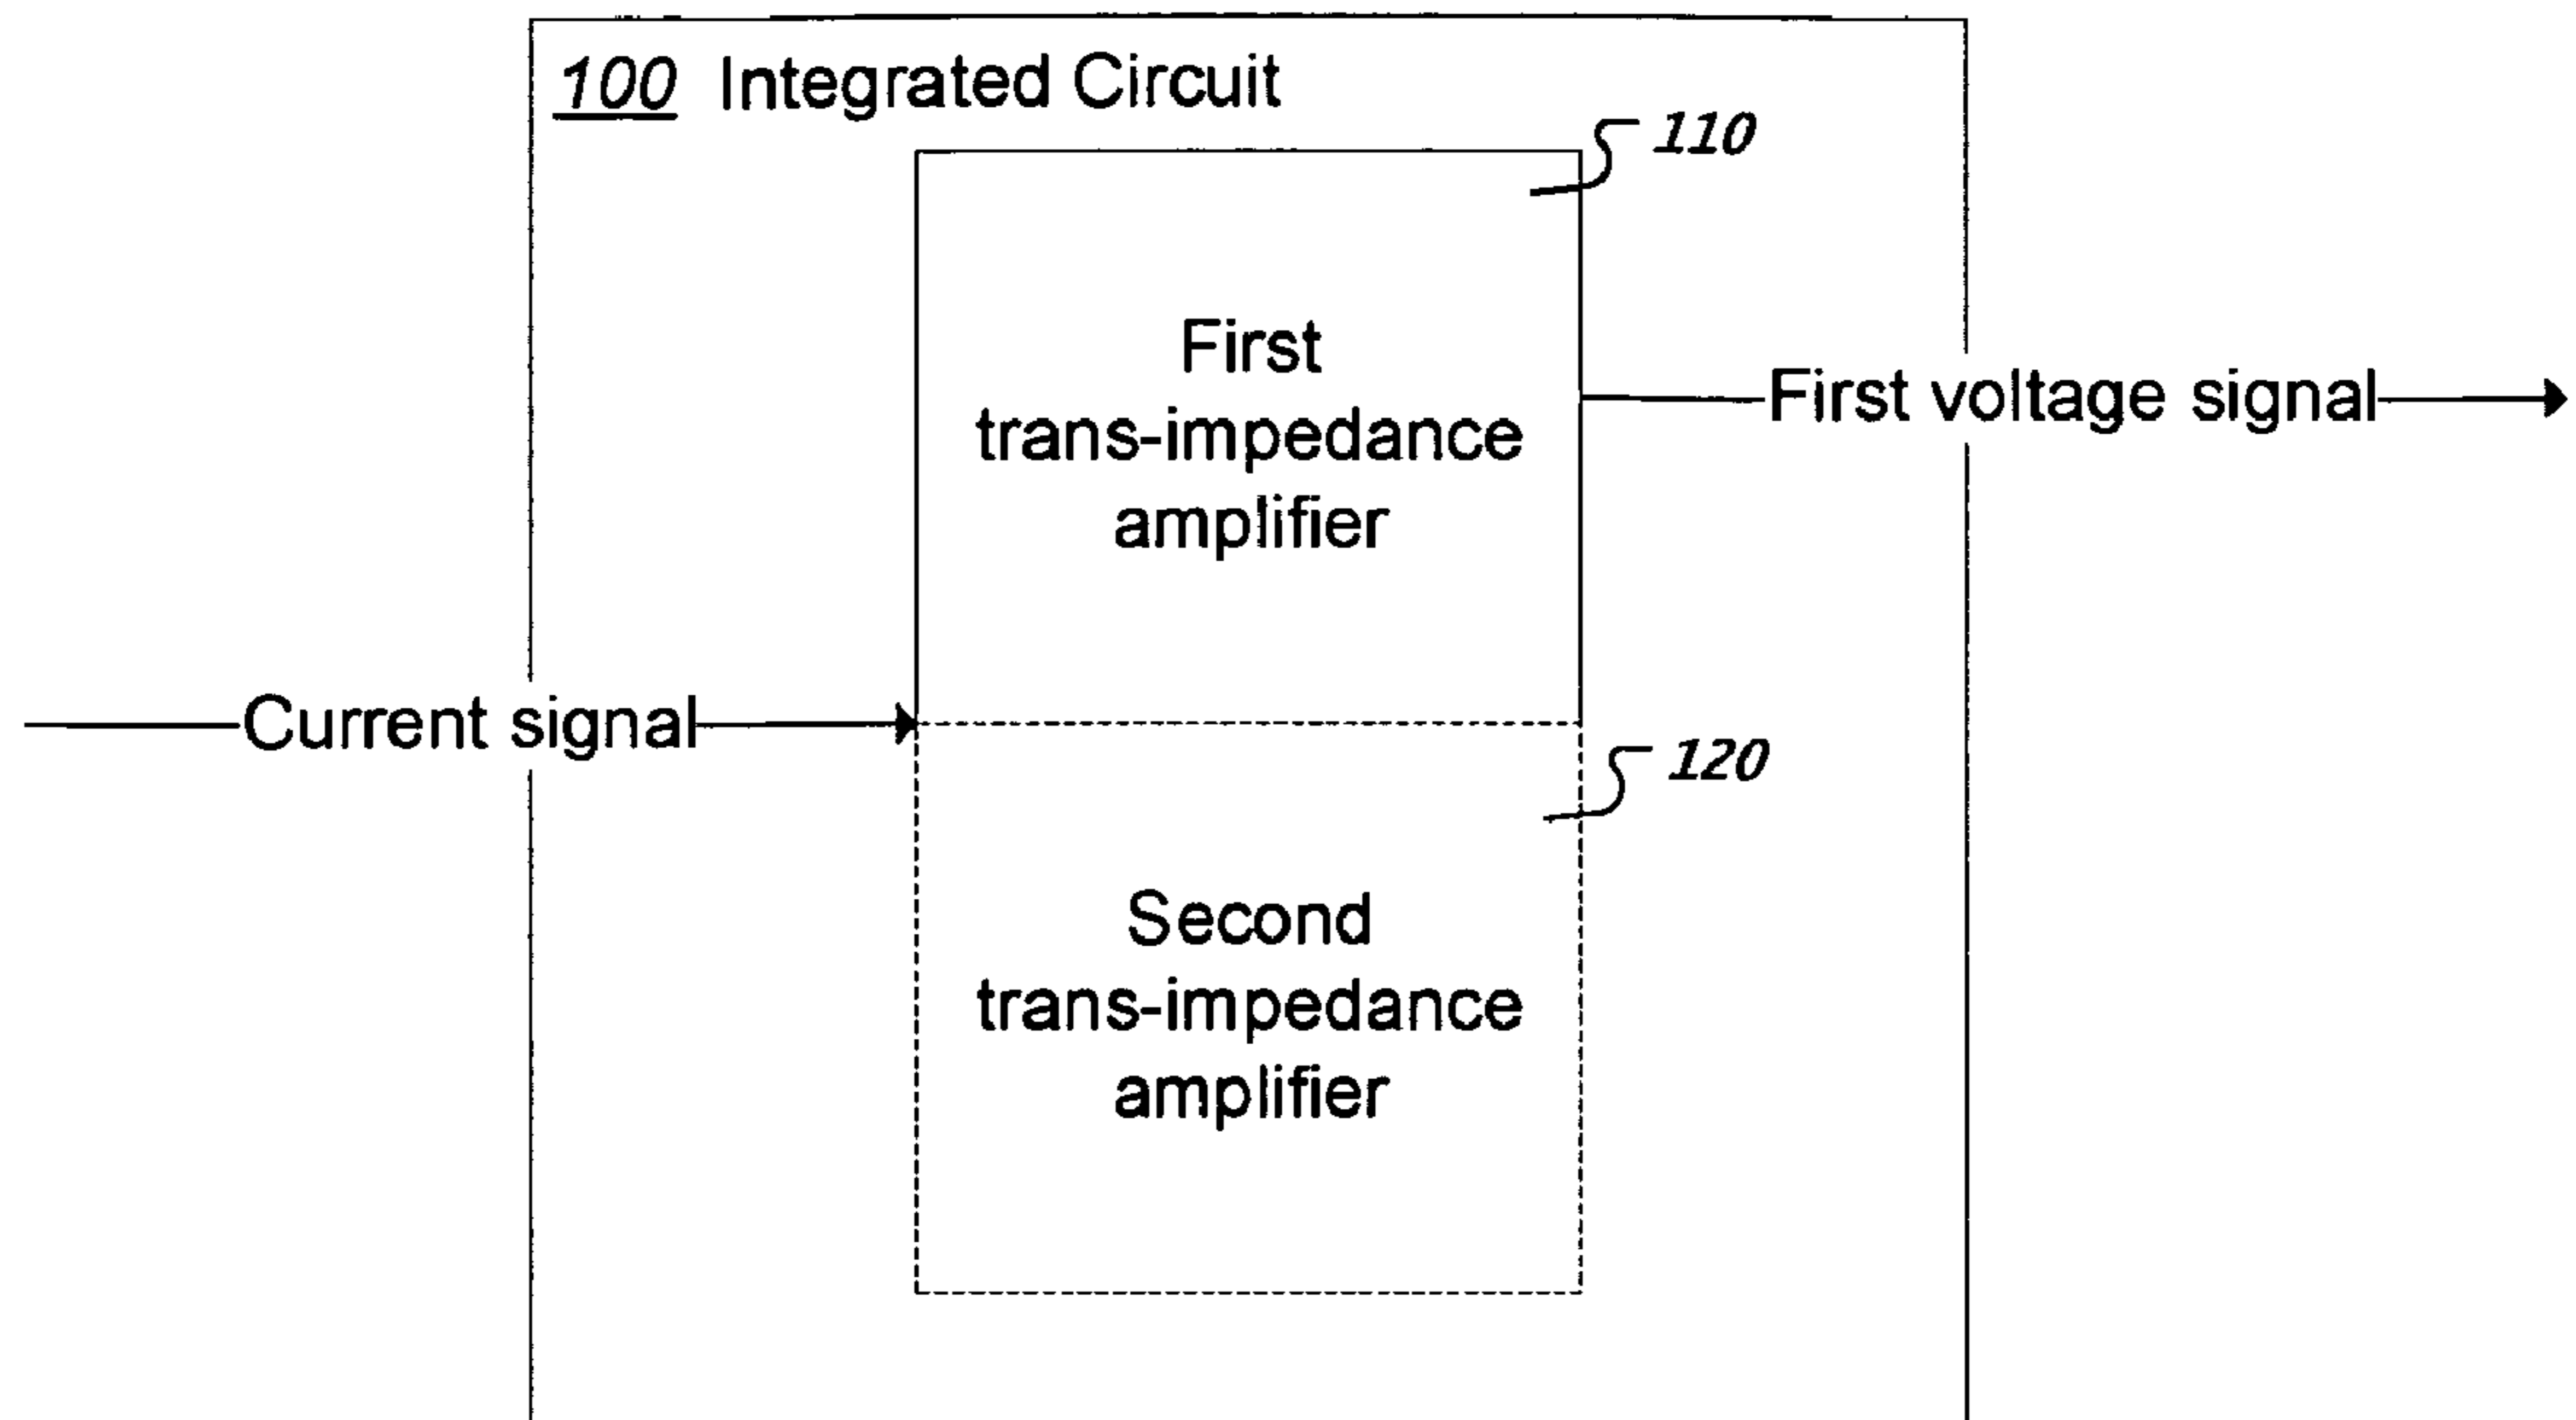 100 Integrated Circuit
110
First
trans-impedance
amplifier
First voltage signal
Current signal
120
Second
trans-impedance
amplifier